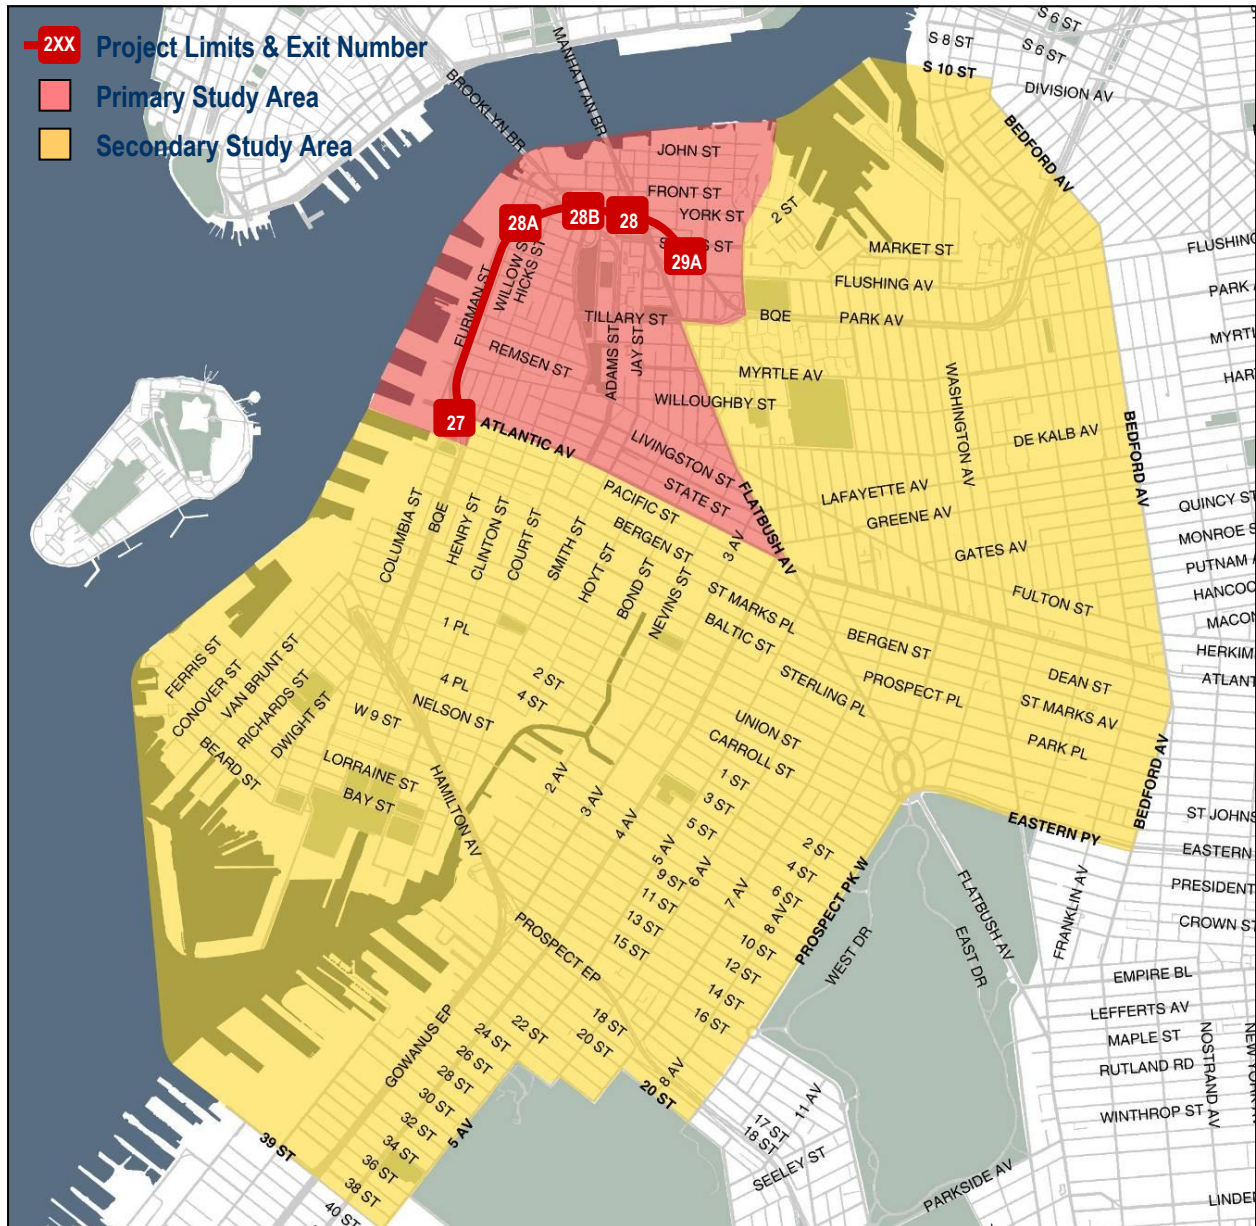 2XX Project Limits & Exit Number
Primary Study Area
Secondary Study Area
BROOKLYN BR
MANHATTAN BR
S 6 ST
S 8 ST
S 6 ST
S 10 ST
DIVISION AV
BEDFORD AV
JOHN ST
FRONT ST
YORK ST
2 ST
28A
28B
28
29A
27
MARKET ST
FLUSHING AV
FLUSHING
PARK AV
BQE
PARK AV
WILLOW S
HICKS ST
FURMAN ST
TILLARY ST
ADAMS ST
JAY ST
REMSEN ST
MYRTLE AV
WILLOUGHBY ST
WASHINGTON AV
DE KALB AV
BEDFORD AV
ATLANTIC AV
LIVINGSTON ST
STATE ST
FLATBUSH AV
LAFAYETTE AV
GREENE AV
GATES AV
FULTON ST
QUINCY ST
MONROE S
PUTNAM
HANCOC
MACON
HERKIM
ATLANT
COLUMBIA ST
BQE
HENRY ST
CLINTON ST
COURT ST
SMITH ST
HOYT ST
BOND ST
NEVINS ST
3 AV
PACIFIC ST
BERGEN ST
ST MARKS PL
BALTIC ST
STERLING PL
BERGEN ST
PROSPECT PL
DEAN ST
ST MARKS AV
PARK PL
BEDFORD AV
1 PL
4 PL
2 ST
4 ST
NELSON ST
W 9 ST
UNION ST
CARROLL ST
FERRIS ST
CONOVER ST
VAN BRUNT ST
RICHARDS ST
DWIGHT ST
BEARD ST
LORRAINE ST
BAY ST
HAMILTON AV
2 AV
3 AV
4 AV
5 AV
6 AV
7 AV
8 AV
1 ST
3 ST
5 ST
9 ST
11 ST
13 ST
15 ST
2 ST
4 ST
6 ST
10 ST
12 ST
14 ST
16 ST
PROSPECT PK W
EASTERN PY
ST JOHNS
EASTERN
PRESIDENT
CROWN ST
FLATBUSH AV
FRANKLIN AV
WEST DR
EAST DR
EMPIRE BL
LEFFERTS AV
MAPLE ST
RUTLAND RD
WINTHROP ST
NOSTRAND AV
LINDE
PARKSIDE AV
PROSPECT EP
GOWANUS EP
18 ST
20 ST
22 ST
24 ST
26 ST
28 ST
30 ST
32 ST
34 ST
36 ST
38 ST
40 ST
39 ST
5 AV
20 ST
8 AV
11 AV
17 ST
18 ST
SEELEY ST